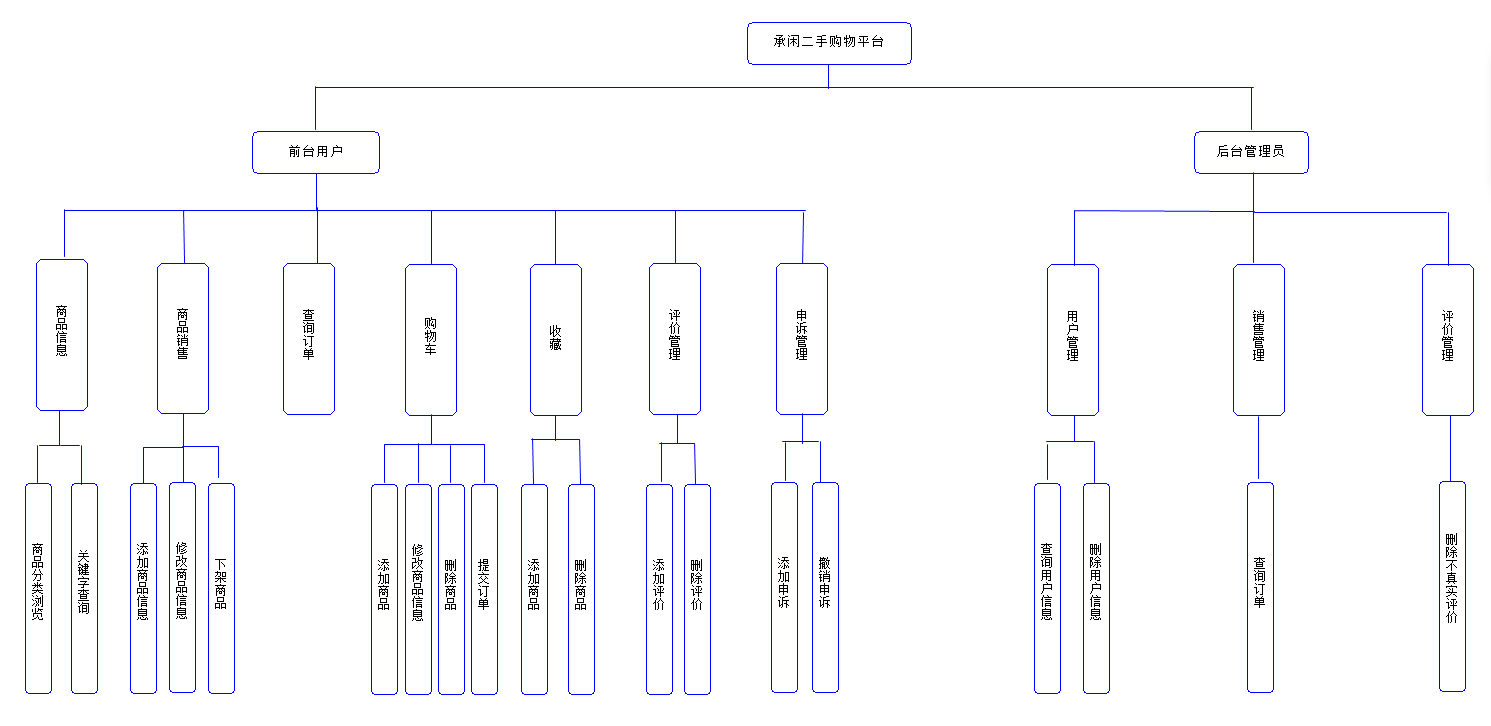 承闲二手购物平台
前台用户
后台管理员
商品信息
商品销售
查询订单
购物车
收藏
评价管理
申诉管理
用户管理
销售管理
评价管理
商品分类浏览
关键字查询
添加商品信息
修改商品信息
下架商品
添加商品
修改商品信息
删除商品
提交订单
添加商品
删除商品
添加评价
删除评价
添加申诉
撤销申诉
查询用户信息
删除用户信息
查询订单
删除不真实评价